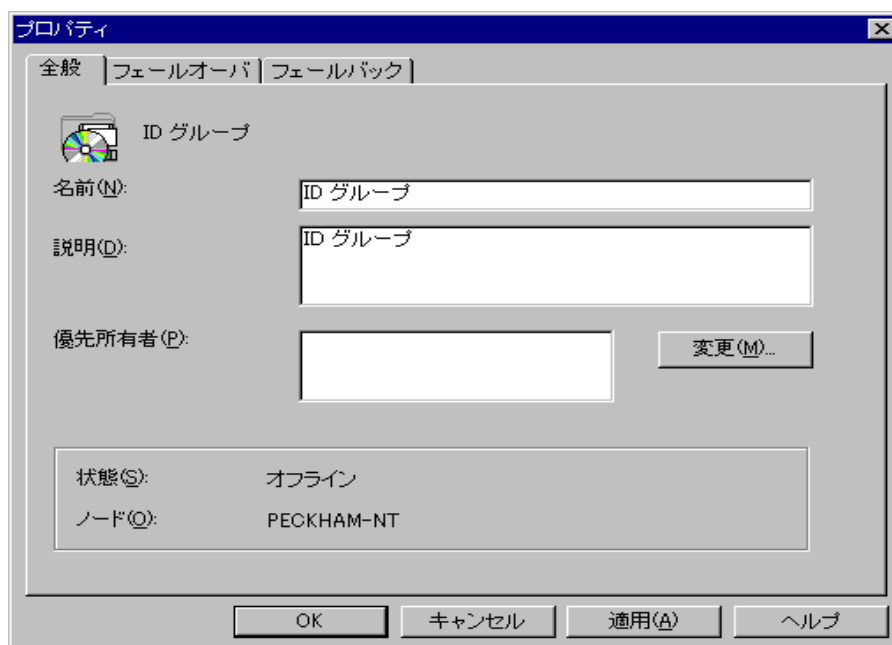 プロパティ
全般 フェールオーバ フェールバック
ID グループ
名前(N): ID グループ
説明(D): ID グループ
優先所有者(P): 変更(M)...
状態(S): オフライン
ノード(O): PECKHAM-NT
OK キャンセル 適用(A) ヘルプ